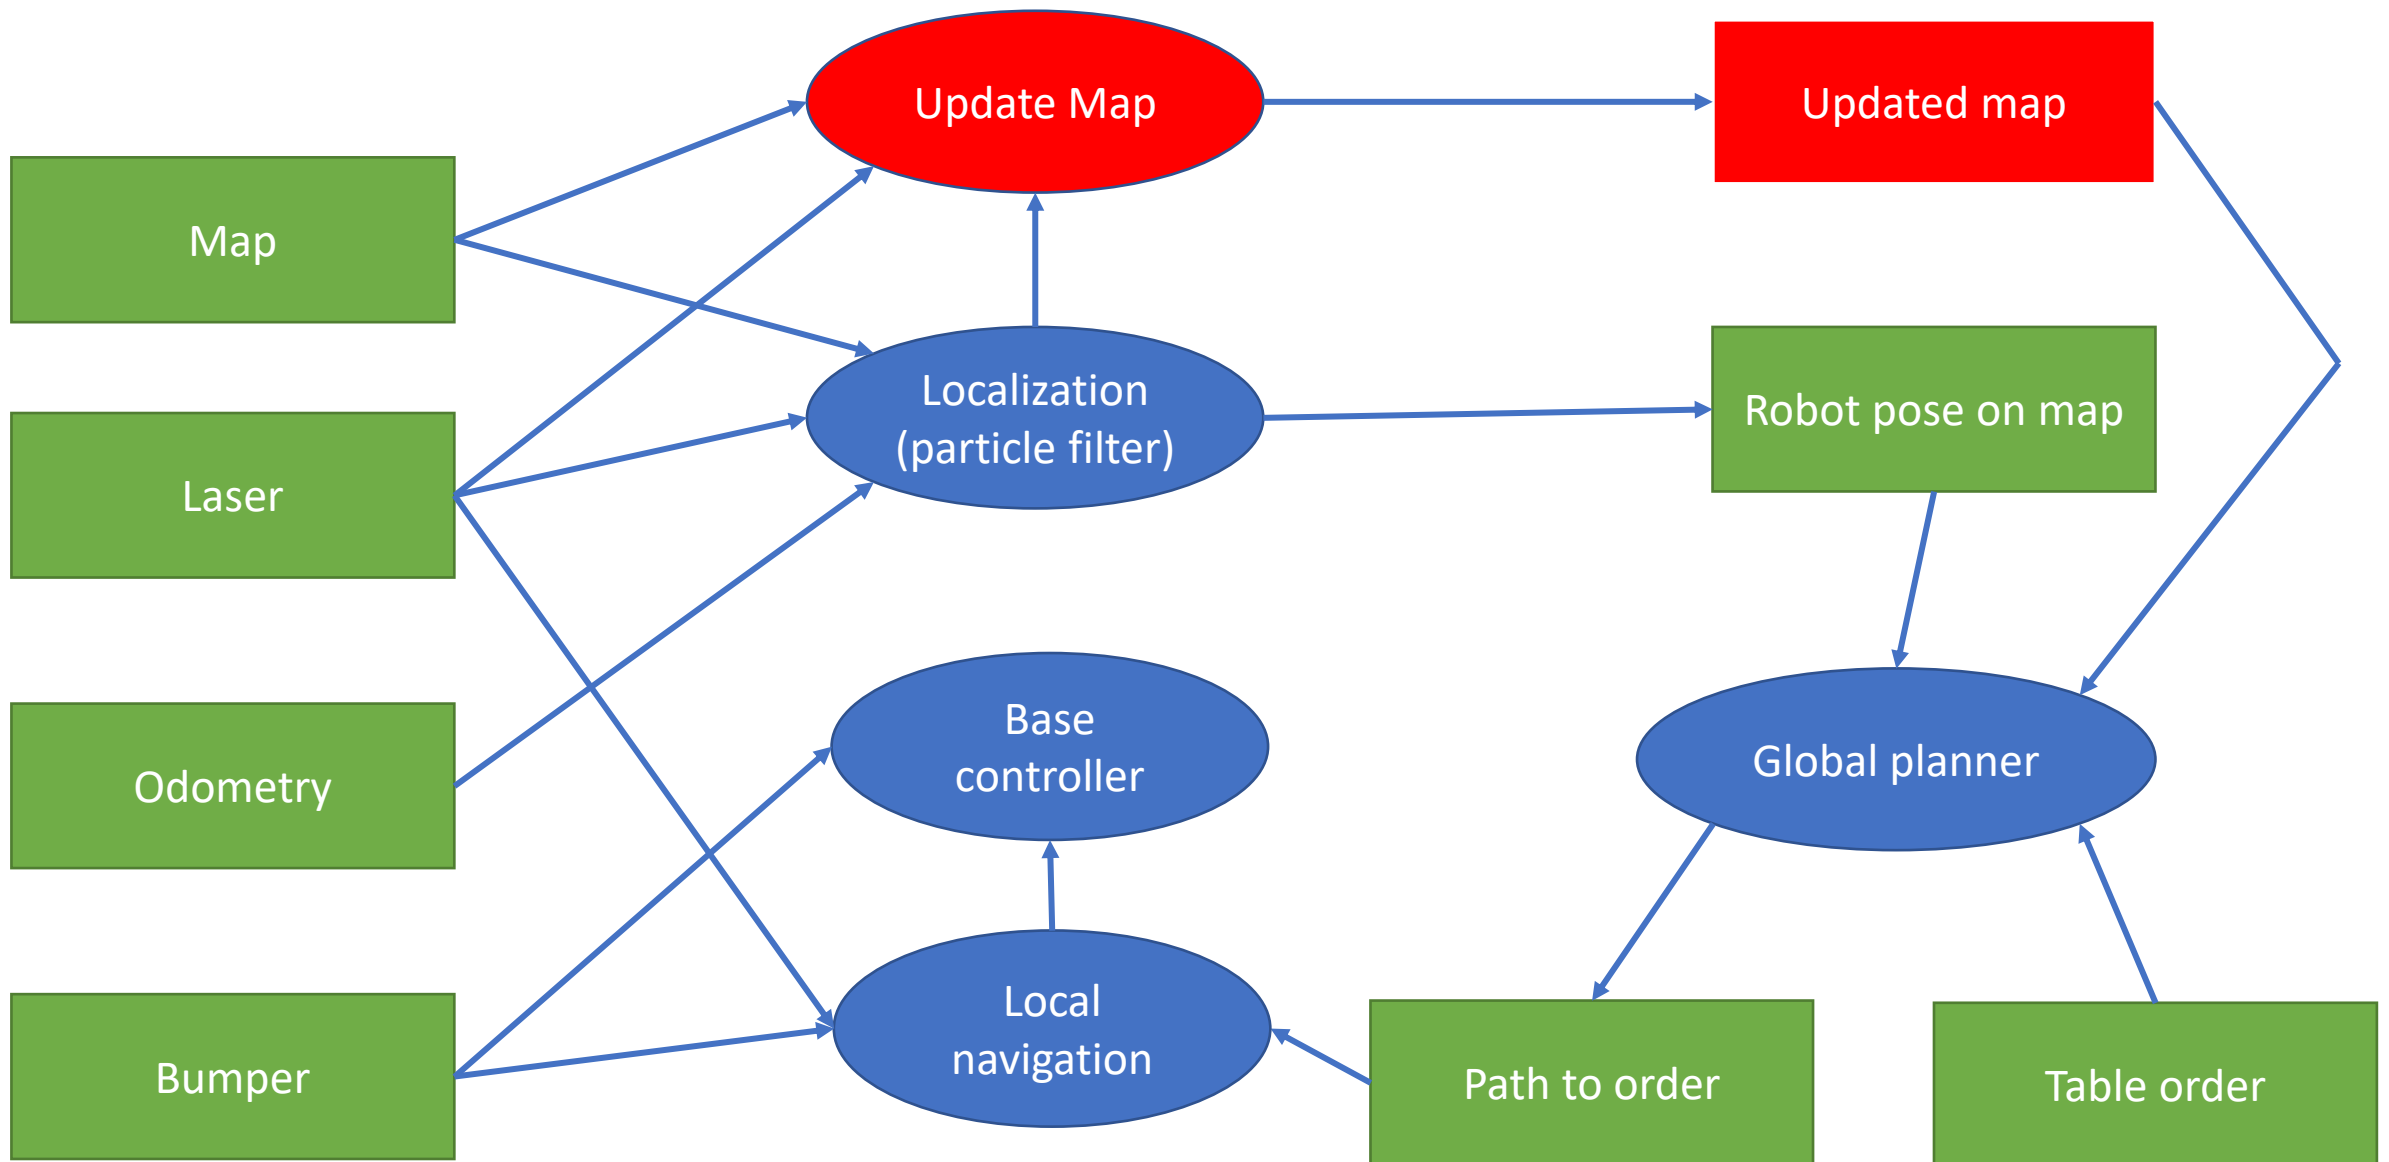 Update Map
Updated map
Map
Localization
(particle filter)
Robot pose on map
Laser
Base
controller
Global planner
Odometry
Local
navigation
Bumper
Path to order
Table order